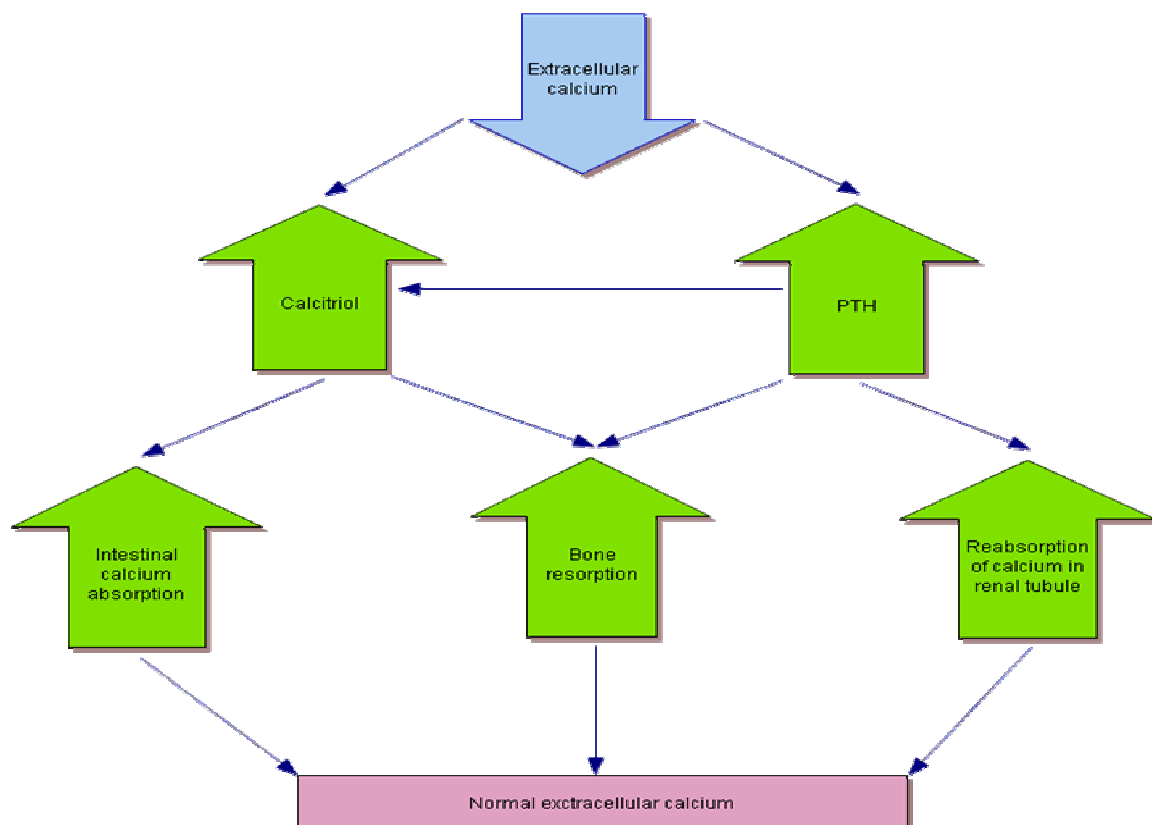 Extracellular
calcium
Calcitriol
PTH
Intestinal
calcium
absorption
Bone
resorption
Reabsorption
of calcium in
renal tubule
Normal exctracellular calcium